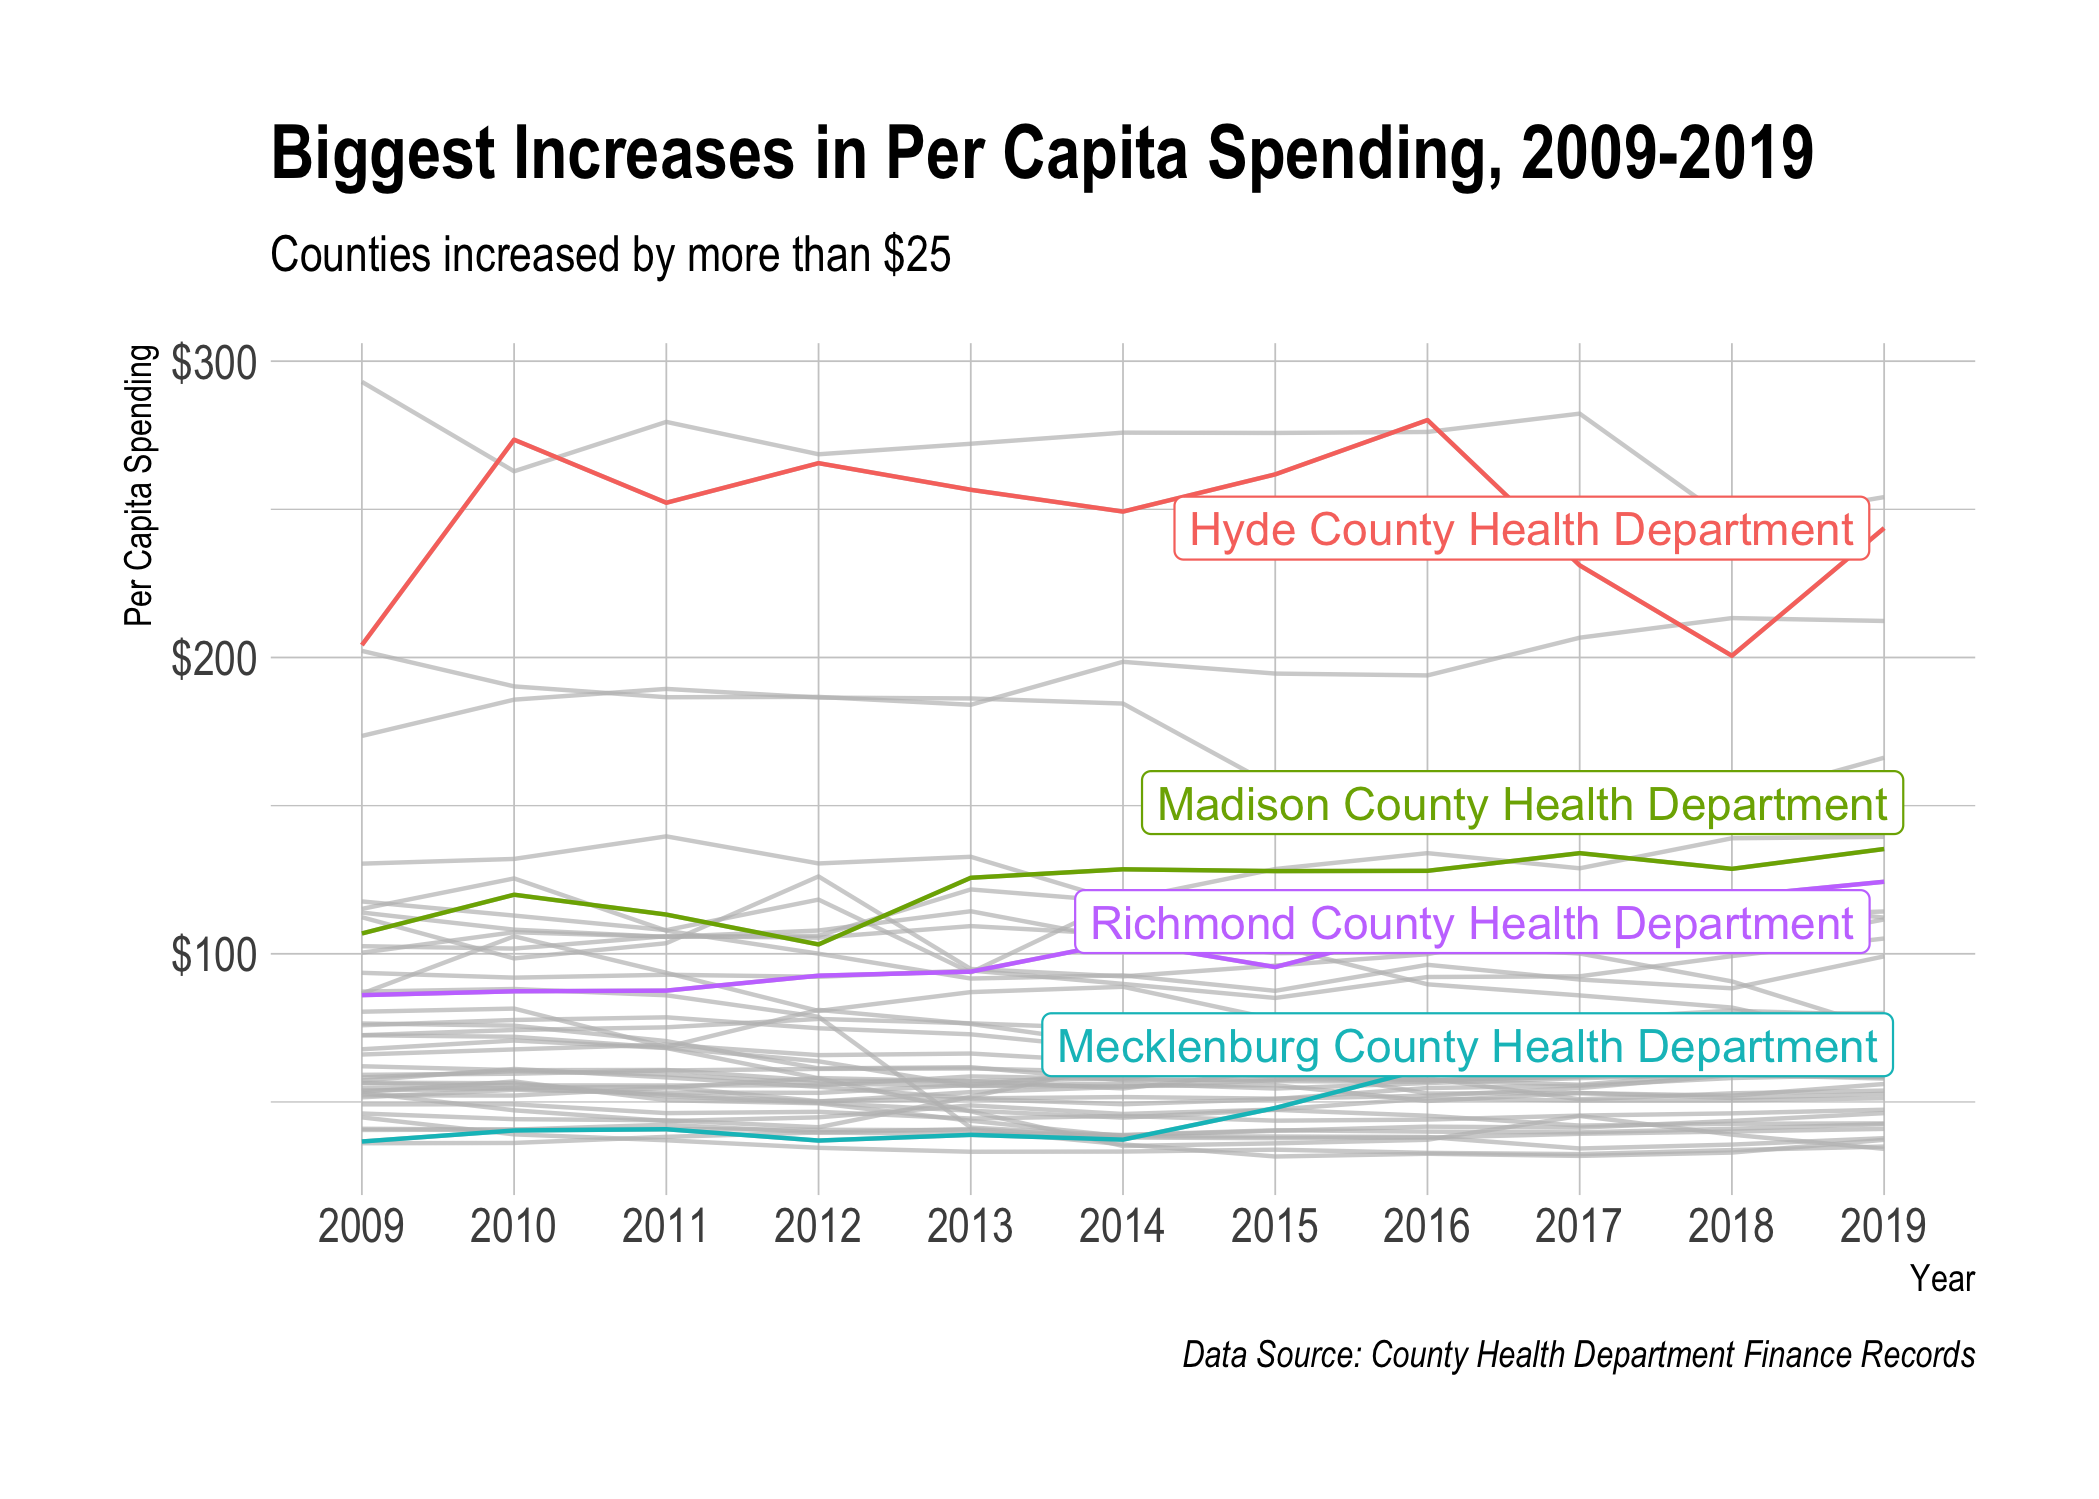 Biggest Increases in Per Capita Spending, 2009-2019
Counties increased by more than $25
Per Capita Spending
$300
$200
$100
Hyde County Health Department
Madison County Health Department
Richmond County Health Department
Mecklenburg County Health Department
2009 2010 2011 2012 2013 2014 2015 2016 2017 2018 2019
Year
Data Source: County Health Department Finance Records